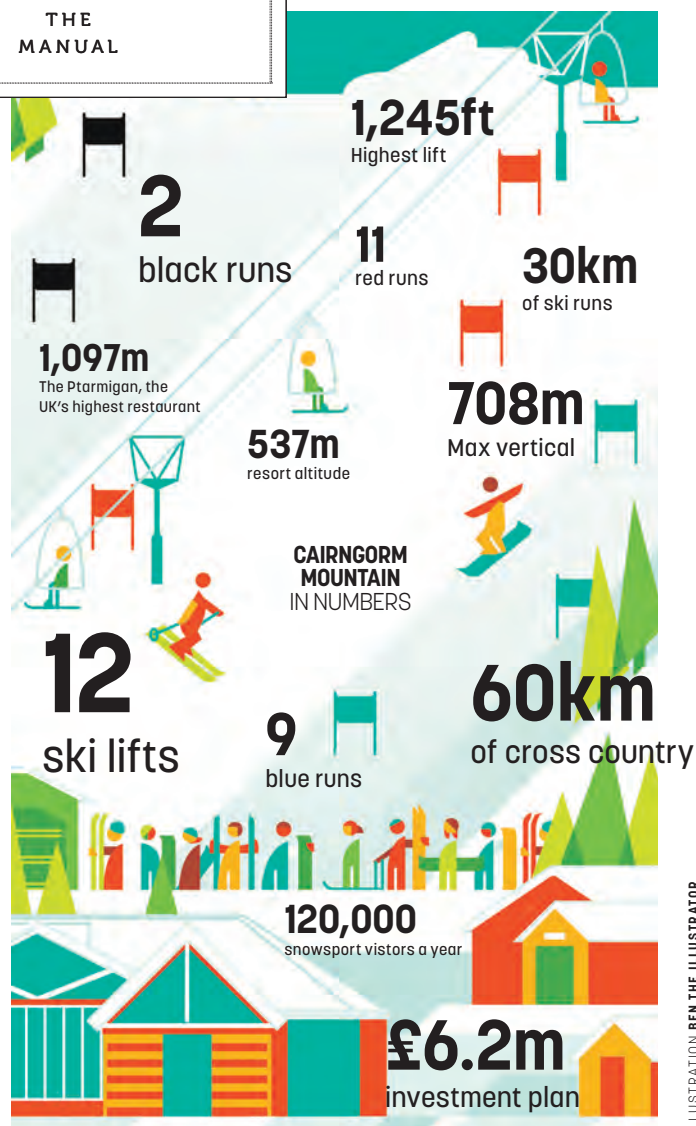 THE
MANUAL
1,245ft
Highest lift
2
black runs
11
red runs
30km
of ski runs
1,097m
The Ptarmigan, the
UK's highest restaurant
708m
Max vertical
537m
resort altitude
CAIRNGORM
MOUNTAIN
IN NUMBERS
12
ski lifts
60km
of cross country
9
blue runs
120,000
snowsport vistors a year
£6.2m
investment plan
LUSTRATION BEN THE ILLUSTRATOR